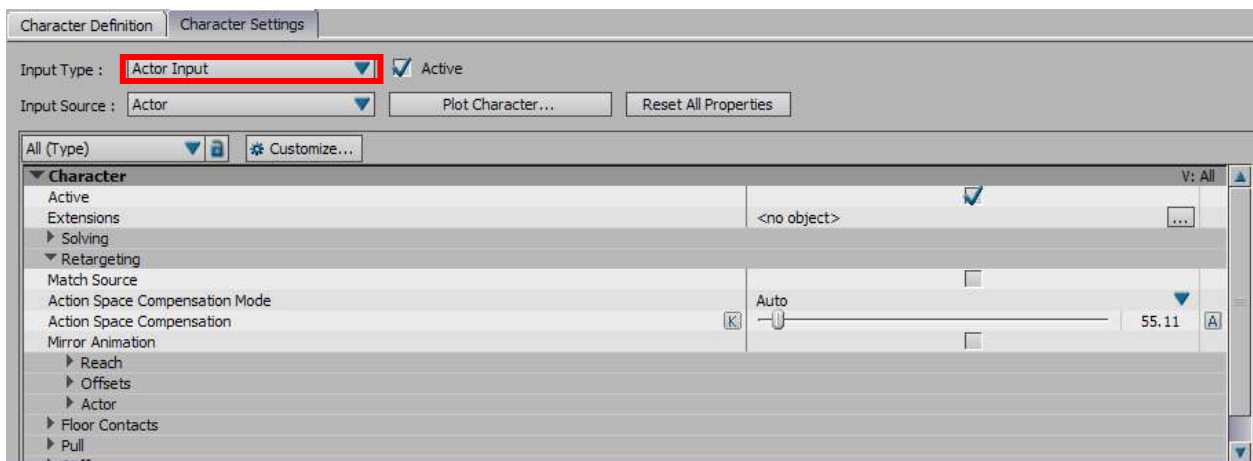 Character Definition Character Settings
Input Type : Actor Input Active
Input Source : Actor Plot Character... Reset All Properties
All (Type) Customize...
Character V: All
Active
Extensions <no object> ...
Solving
Retargeting
Match Source
Action Space Compensation Mode Auto
Action Space Compensation K 55.11 A
Mirror Animation
Reach
Offsets
Actor
Floor Contacts
Pull